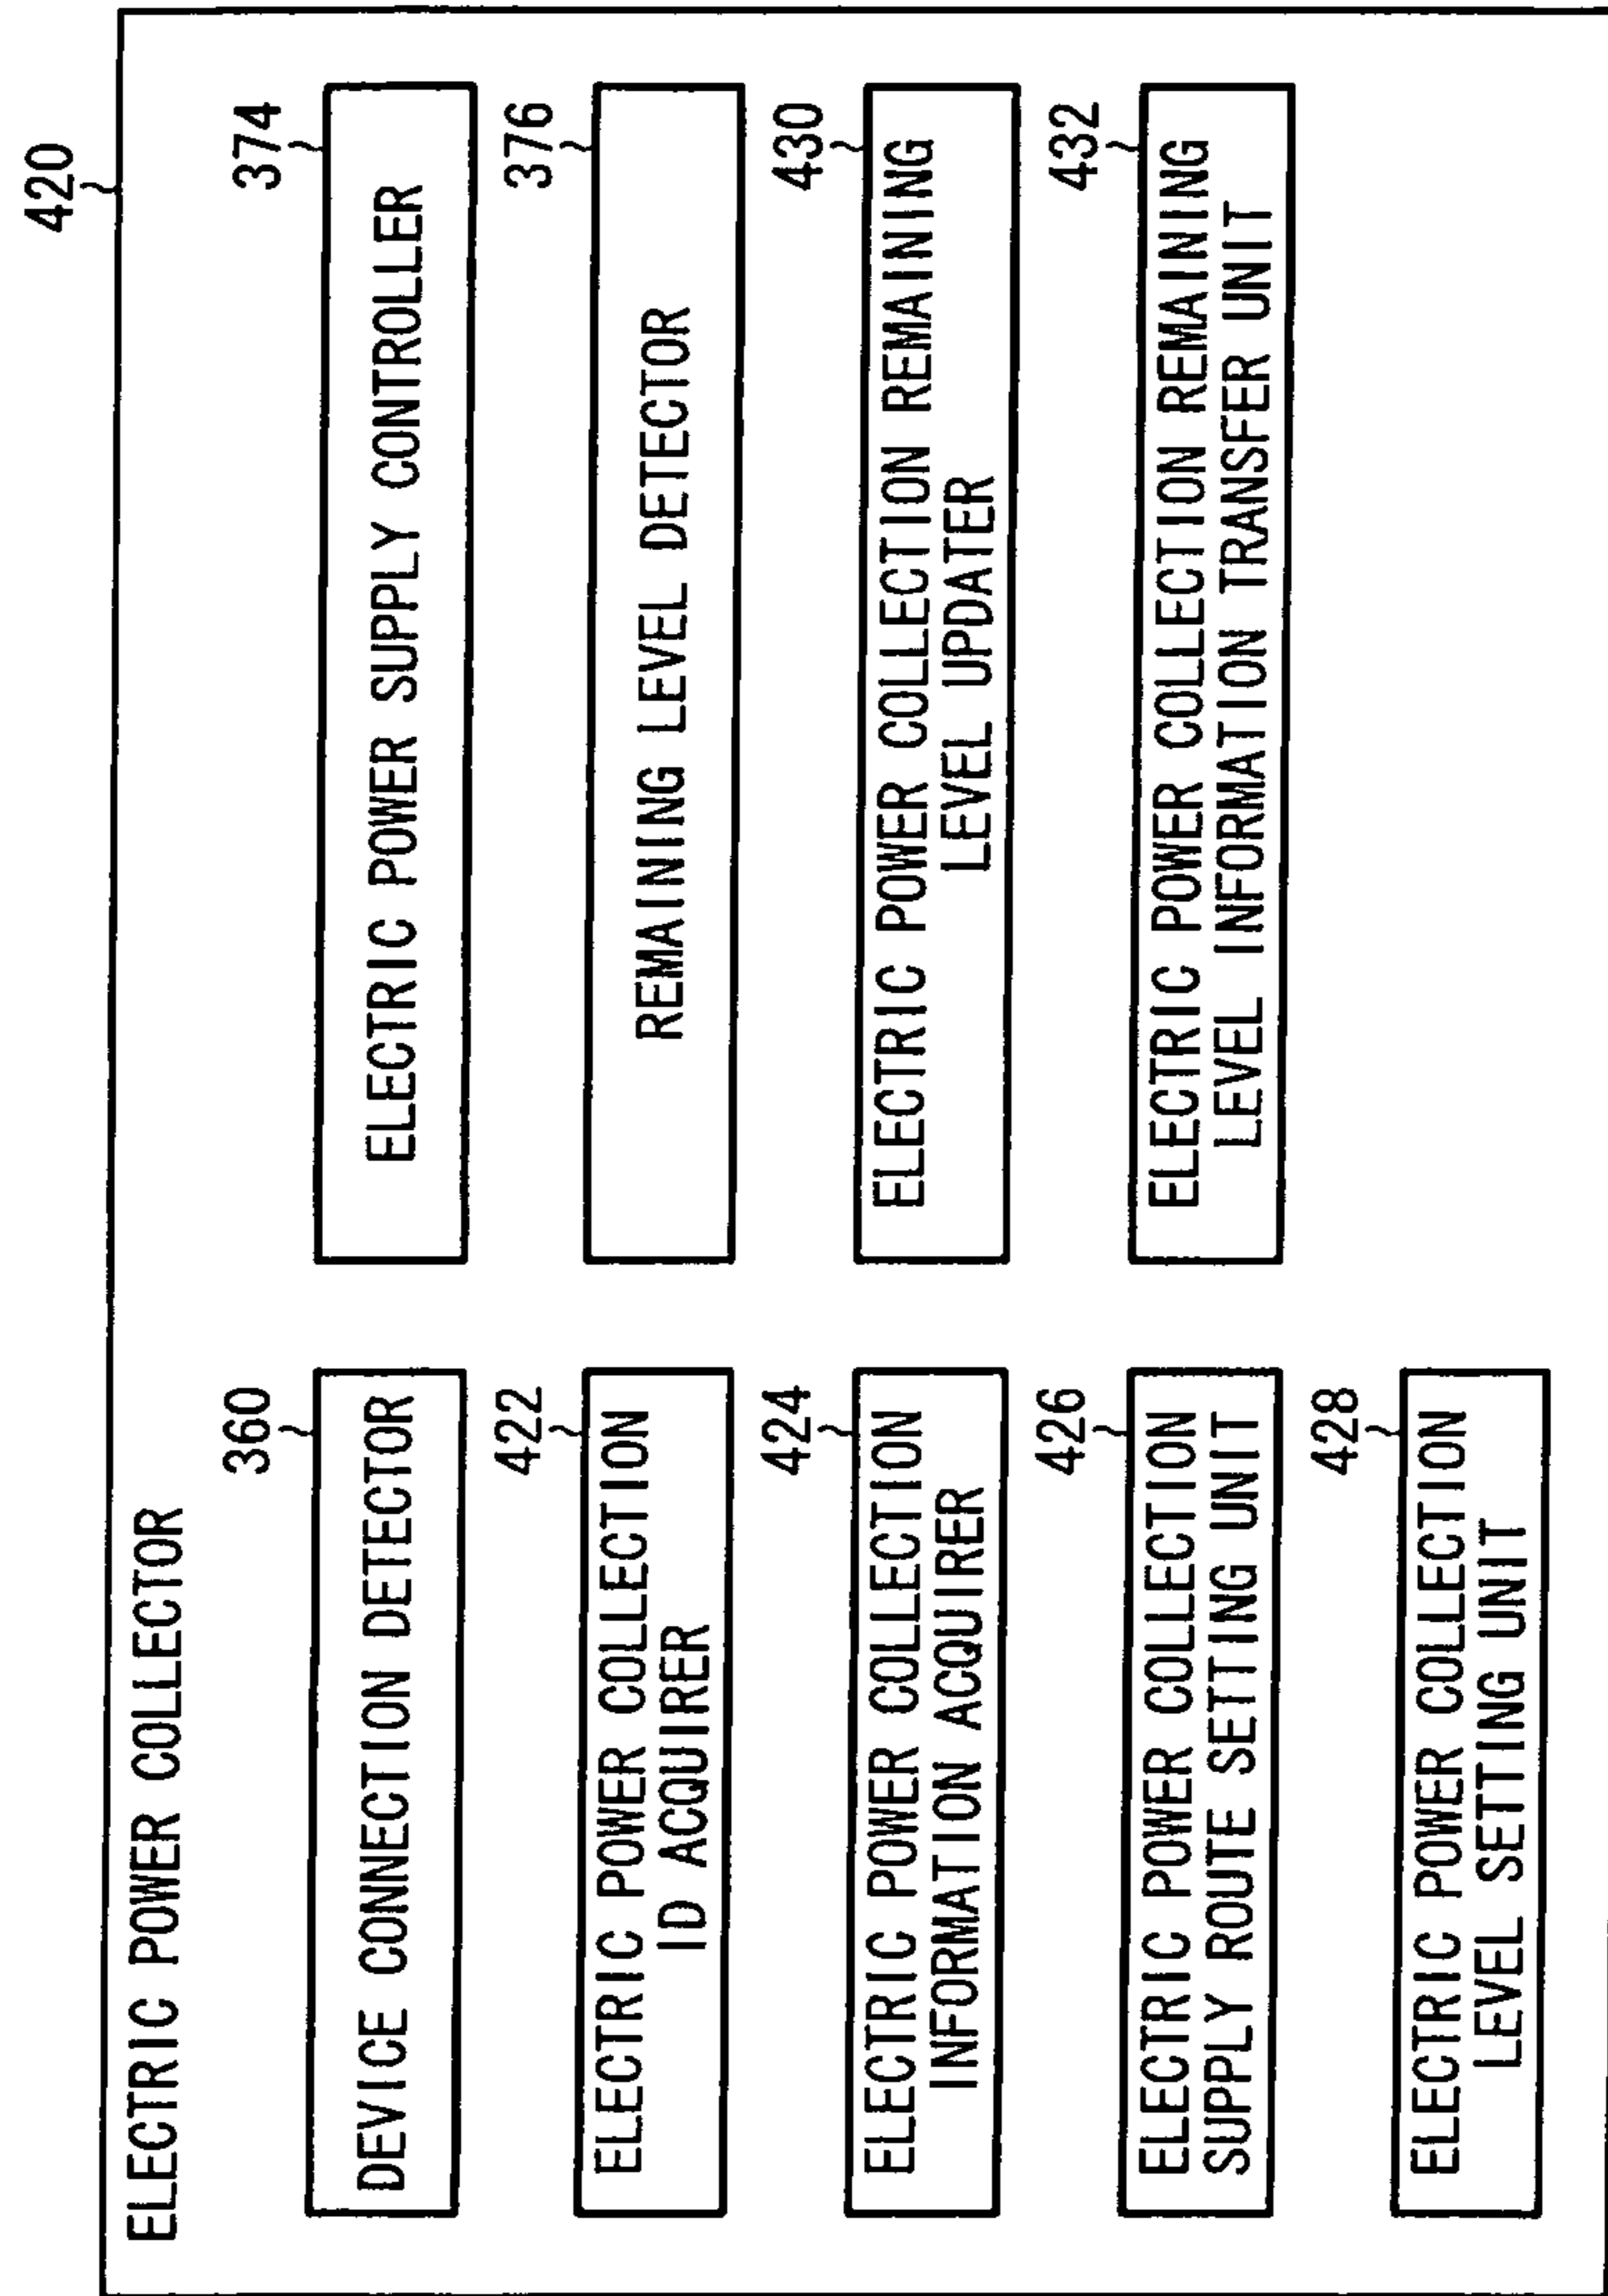 420
ELECTRIC POWER COLLECTOR
360
DEVICE CONNECTION DETECTOR
422
ELECTRIC POWER COLLECTION
ID ACQUIRER
424
ELECTRIC POWER COLLECTION
INFORMATION ACQUIRER
426
ELECTRIC POWER COLLECTION
SUPPLY ROUTE SETTING UNIT
428
ELECTRIC POWER COLLECTION
LEVEL SETTING UNIT
374
ELECTRIC POWER SUPPLY CONTROLLER
376
REMAINING LEVEL DETECTOR
430
ELECTRIC POWER COLLECTION REMAINING
LEVEL UPDATER
432
ELECTRIC POWER COLLECTION REMAINING
LEVEL INFORMATION TRANSFER UNIT